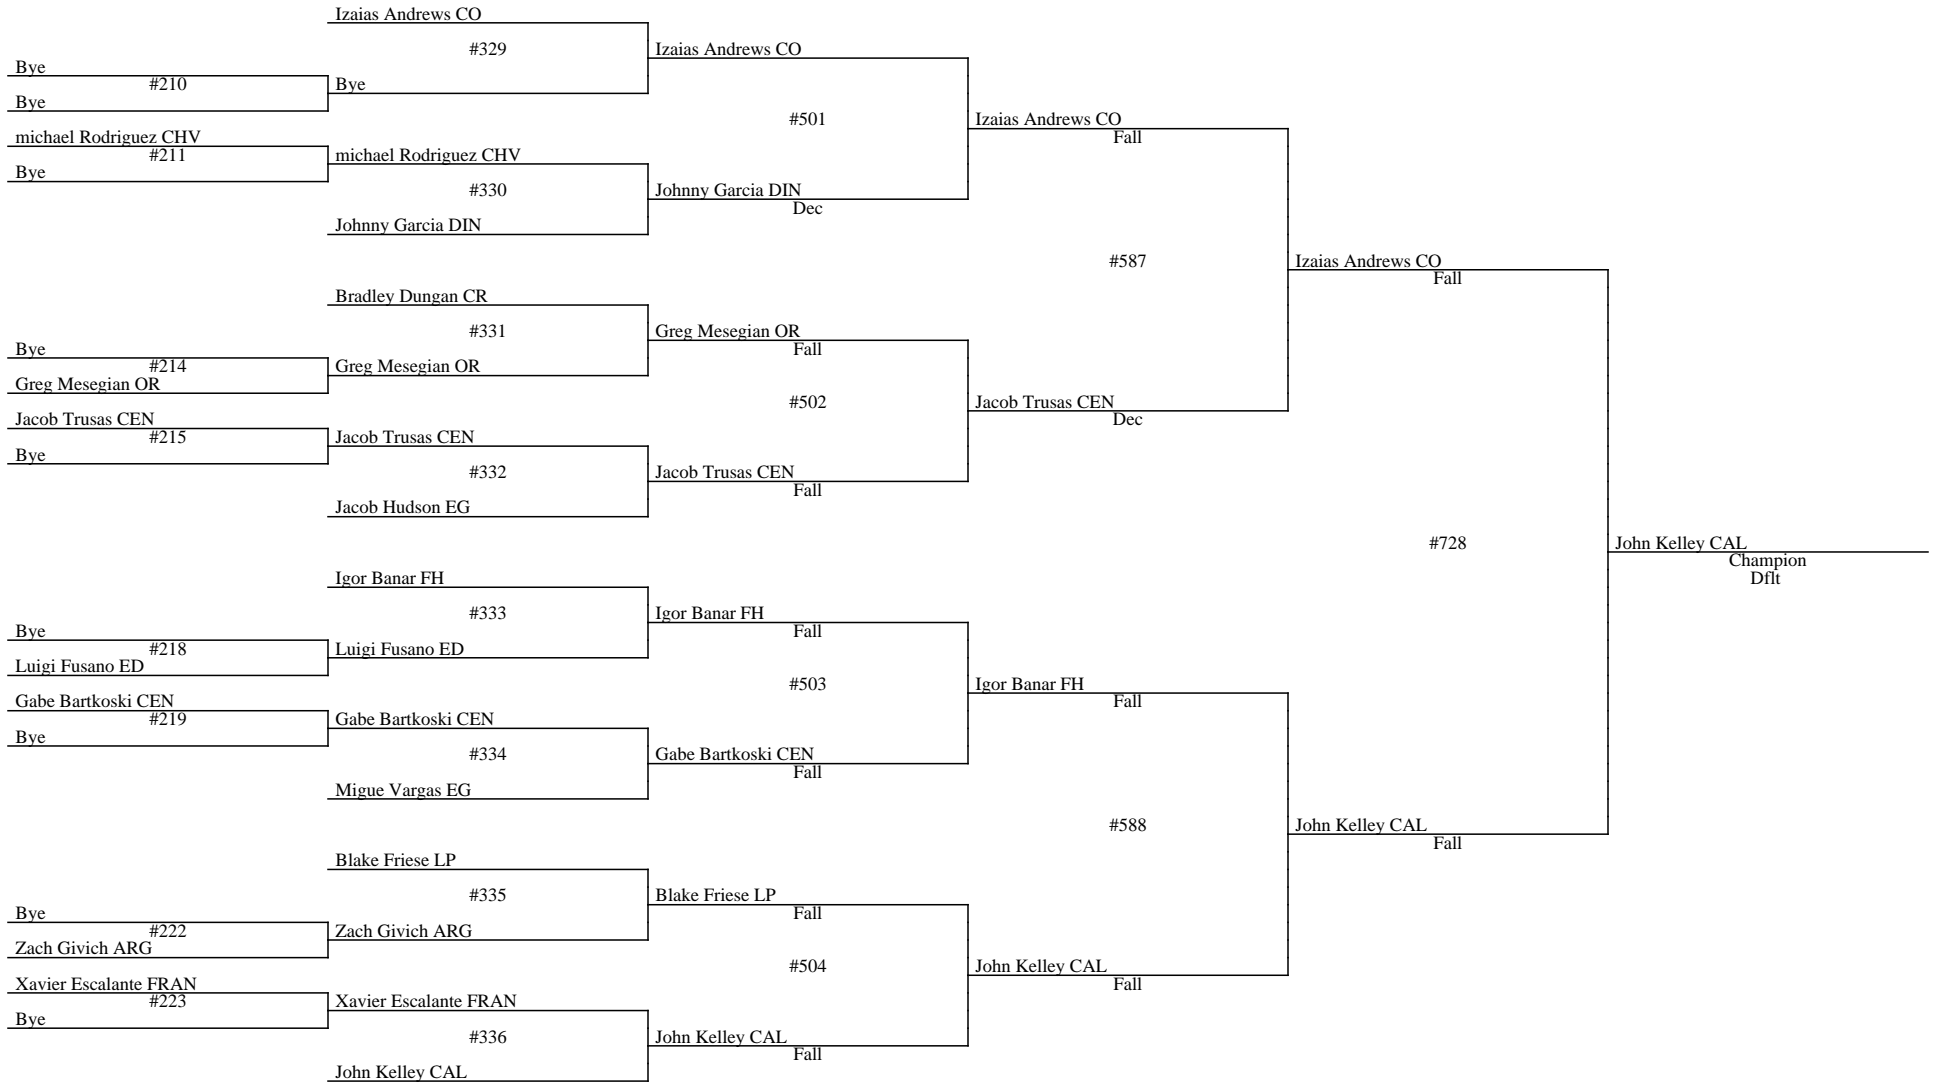 Izaias Andrews CO
#329
Izaias Andrews CO
Bye
#210
Bye
Bye
#501
Izaias Andrews CO
Fall
michael Rodriguez CHV
#211
michael Rodriguez CHV
Bye
#330
Johnny Garcia DIN
Dec
Johnny Garcia DIN
#587
Izaias Andrews CO
Fall
Bradley Dungan CR
#331
Greg Mesegian OR
Fall
Bye
#214
Greg Mesegian OR
Greg Mesegian OR
#502
Jacob Trusas CEN
Dec
Jacob Trusas CEN
#215
Jacob Trusas CEN
Bye
#332
Jacob Trusas CEN
Fall
Jacob Hudson EG
#728
John Kelley CAL
Champion
Dflt
Igor Banar FH
#333
Igor Banar FH
Fall
Bye
#218
Luigi Fusano ED
Luigi Fusano ED
#503
Igor Banar FH
Fall
Gabe Bartkoski CEN
#219
Gabe Bartkoski CEN
Bye
#334
Gabe Bartkoski CEN
Fall
Migue Vargas EG
#588
John Kelley CAL
Fall
Blake Friese LP
#335
Blake Friese LP
Fall
Bye
#222
Zach Givich ARG
Zach Givich ARG
#504
John Kelley CAL
Fall
Xavier Escalante FRAN
#223
Xavier Escalante FRAN
Bye
#336
John Kelley CAL
Fall
John Kelley CAL